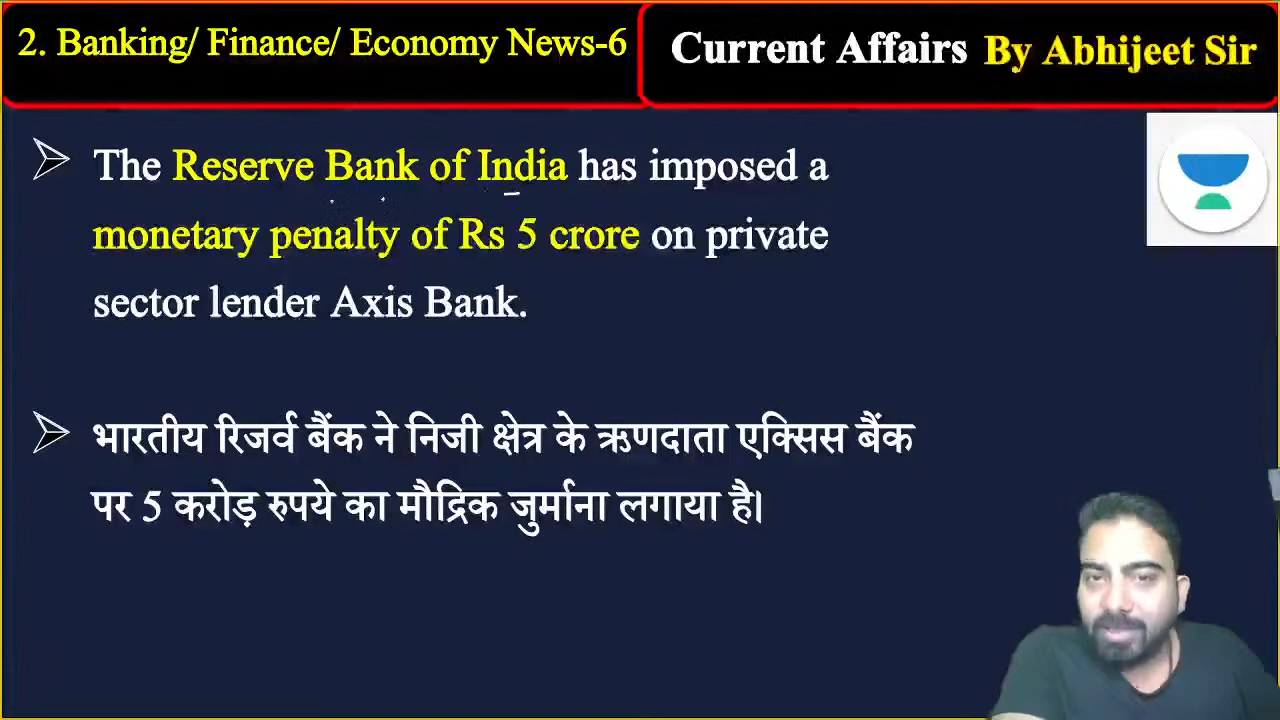 2. Banking/ Finance/ Economy News-6
Current Affairs By Abhijeet Sir
The Reserve Bank of India has imposed a
monetary penalty of Rs 5 crore on private
sector lender Axis Bank.
भारतीय रिजर्व बैंक ने निजी क्षेत्र के ऋणदाता एक्सिस बैंक
पर 5 करोड़ रुपये का मौद्रिक जुर्माना लगाया है।